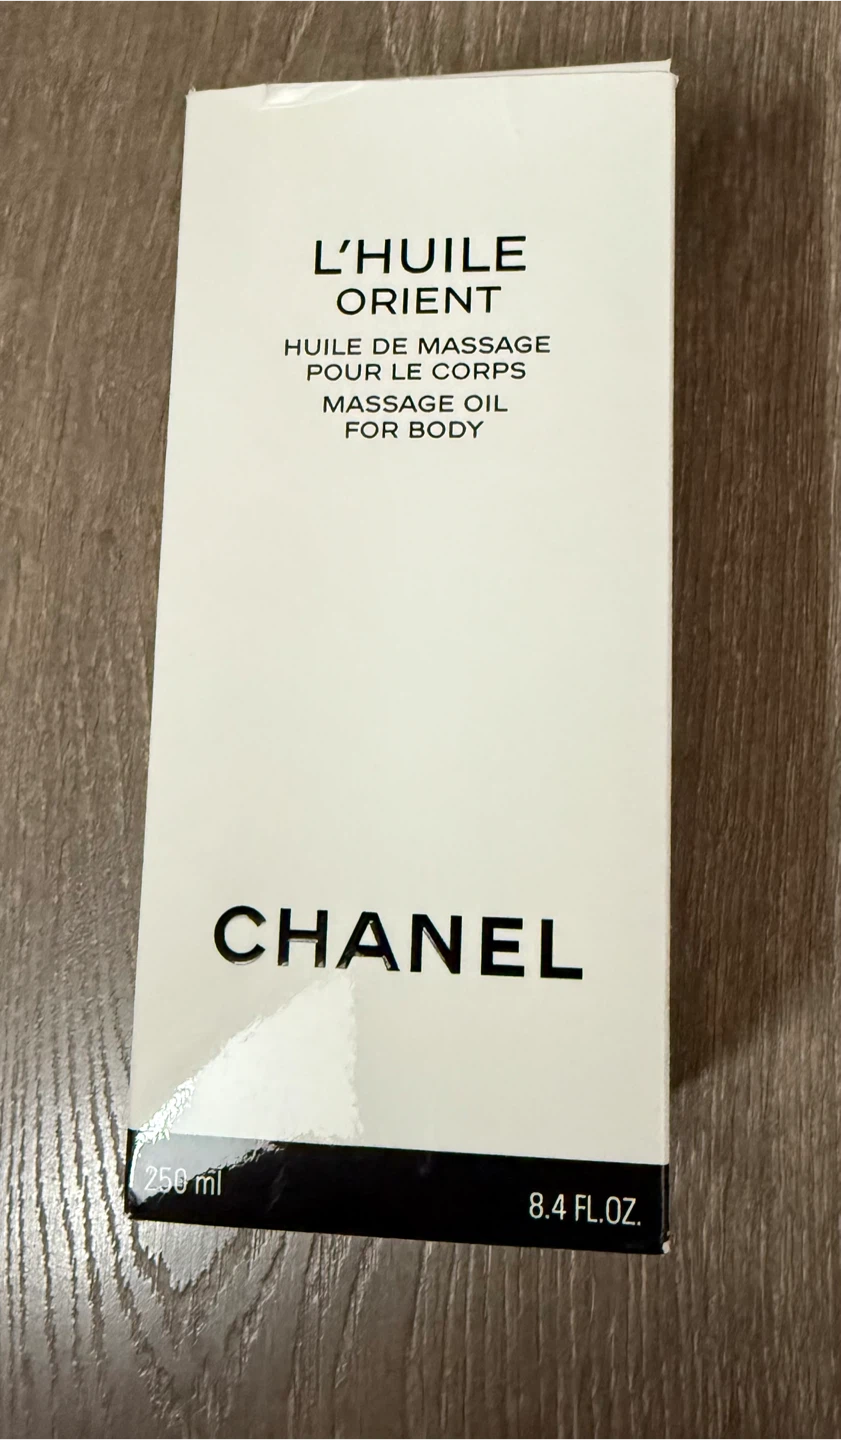 L'HUILE
ORIENT
HUILE DE MASSAGE
POUR LE CORPS
MASSAGE OIL
FOR BODY
CHANEL
250 ml
8.4 FL.OZ.